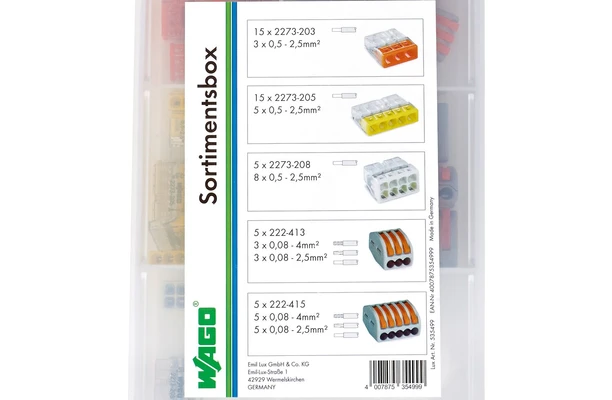 Sortimentsbox
WAGO®
15 x 2273-203
3 x 0,5 - 2,5mm²
15 x 2273-205
5 x 0,5 - 2,5mm²
5 x 2273-208
8 x 0,5 - 2,5mm²
5 x 222-413
3 x 0,08 - 4mm²
3 x 0,08 - 2,5mm²
5 x 222-415
5 x 0,08 - 4mm²
5 x 0,08 - 2,5mm²
Emil Lux GmbH & Co. KG
Emil-Lux-Straße 1
42929 Wermelskirchen
GERMANY
Lux Art. Nr. 535499 EAN-Nr 4007875354999 Made in Germany
4 007875 354999